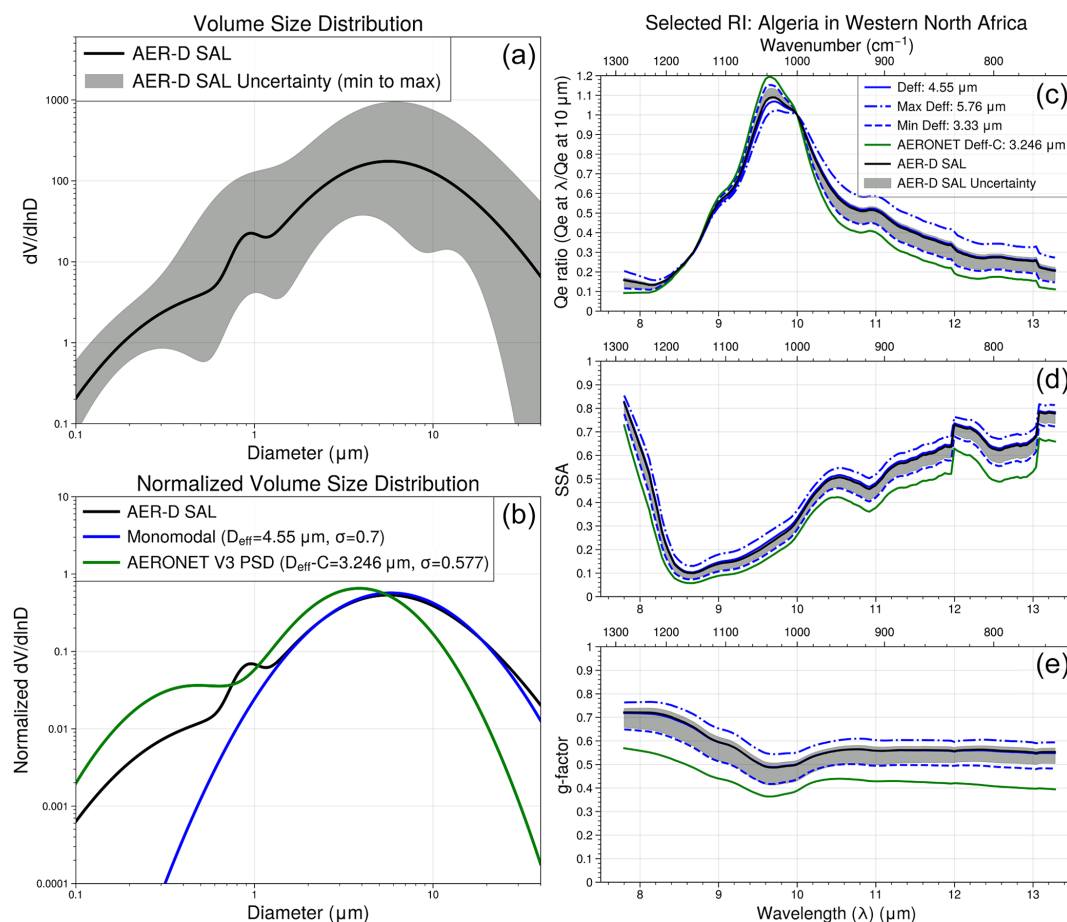 Volume Size Distribution
AER-D SAL
AER-D SAL Uncertainty (min to max)
(a)
dV/dlnD
1000
100
10
1
0.1
0.1
1
10
Diameter (µm)
Normalized Volume Size Distribution
AER-D SAL
Monomodal (Deff=4.55 µm, σ=0.7)
AERONET V3 PSD (Deff-C=3.246 µm, σ=0.577)
(b)
Normalized dV/dlnD
10
1
0.1
0.01
0.001
0.0001
0.1
1
10
Diameter (µm)
Selected RI: Algeria in Western North Africa
Wavenumber (cm⁻¹)
1300 1200 1100 1000 900 800
Deff: 4.55 µm
Max Deff: 5.76 µm
Min Deff: 3.33 µm
AERONET Deff-C: 3.246 µm
AER-D SAL
AER-D SAL Uncertainty
(c)
Qe ratio (Qe at λ/Qe at 10 µm)
1.2
1.1
1
0.9
0.8
0.7
0.6
0.5
0.4
0.3
0.2
0.1
0
8 9 10 11 12 13
1300 1200 1100 1000 900 800
(d)
SSA
1
0.9
0.8
0.7
0.6
0.5
0.4
0.3
0.2
0.1
0
8 9 10 11 12 13
1300 1200 1100 1000 900 800
(e)
g-factor
1
0.9
0.8
0.7
0.6
0.5
0.4
0.3
0.2
0.1
0
8 9 10 11 12 13
Wavelength (λ) (µm)